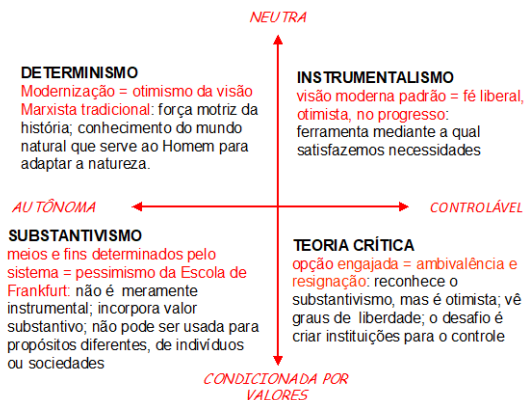 NEUTRA
DETERMINISMO
Modernização = otimismo da visão
Marxista tradicional: força motriz da
história; conhecimento do mundo
natural que serve ao Homem para
adaptar a natureza.
INSTRUMENTALISMO
visão moderna padrão = fé liberal,
otimista, no progresso:
ferramenta mediante a qual
satisfazemos necessidades
AUTÔNOMA
CONTROLÁVEL
SUBSTANTIVISMO
meios e fins determinados pelo
sistema = pessimismo da Escola de
Frankfurt: não é meramente
instrumental; incorpora valor
substantivo; não pode ser usada para
propósitos diferentes, de indivíduos
ou sociedades
TEORIA CRÍTICA
opção engajada = ambivalência e
resignação: reconhece o
substantivismo, mas é otimista; vê
graus de liberdade; o desafio é
criar instituições para o controle
CONDICIONADA POR
VALORES